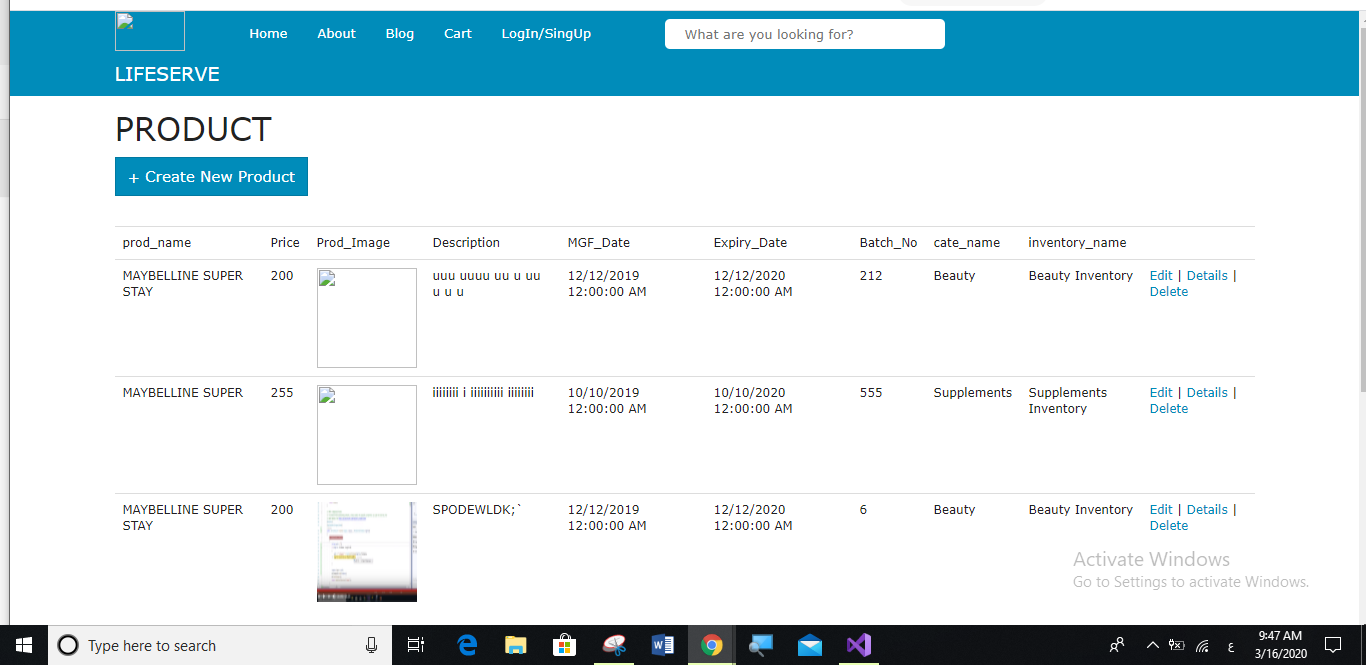 Home About Blog Cart LogIn/SingUp What are you looking for?
LIFESERVE
PRODUCT
+ Create New Product
prod_name Price Prod_Image Description MGF_Date Expiry_Date Batch_No cate_name inventory_name
MAYBELLINE SUPER 200 uuu uuuu uu u uu 12/12/2019 12/12/2020 212 Beauty Beauty Inventory Edit | Details |
STAY u u u 12:00:00 AM 12:00:00 AM Delete
MAYBELLINE SUPER 255 10/10/2019 10/10/2020 555 Supplements Supplements Edit | Details |
12:00:00 AM 12:00:00 AM Inventory Delete
MAYBELLINE SUPER 200 SPODEWLDK;` 12/12/2019 12/12/2020 6 Beauty Beauty Inventory Edit | Details |
STAY 12:00:00 AM 12:00:00 AM Delete
Activate Windows
Go to Settings to activate Windows.
Type here to search ع 9:47 AM
3/16/2020